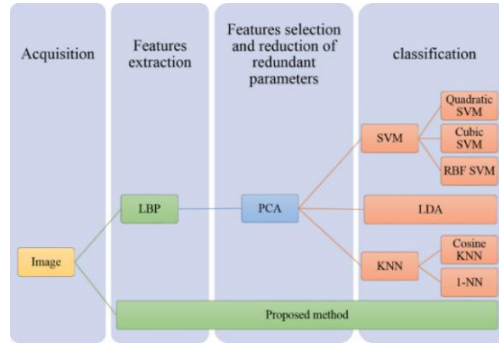 Acquisition
Features
extraction
Features selection
and reduction of
redundant
parameters
classification
Quadratic
SVM
SVM
Cubic
SVM
RBF SVM
LBP
PCA
LDA
Image
KNN
Cosine
KNN
1-NN
Proposed method